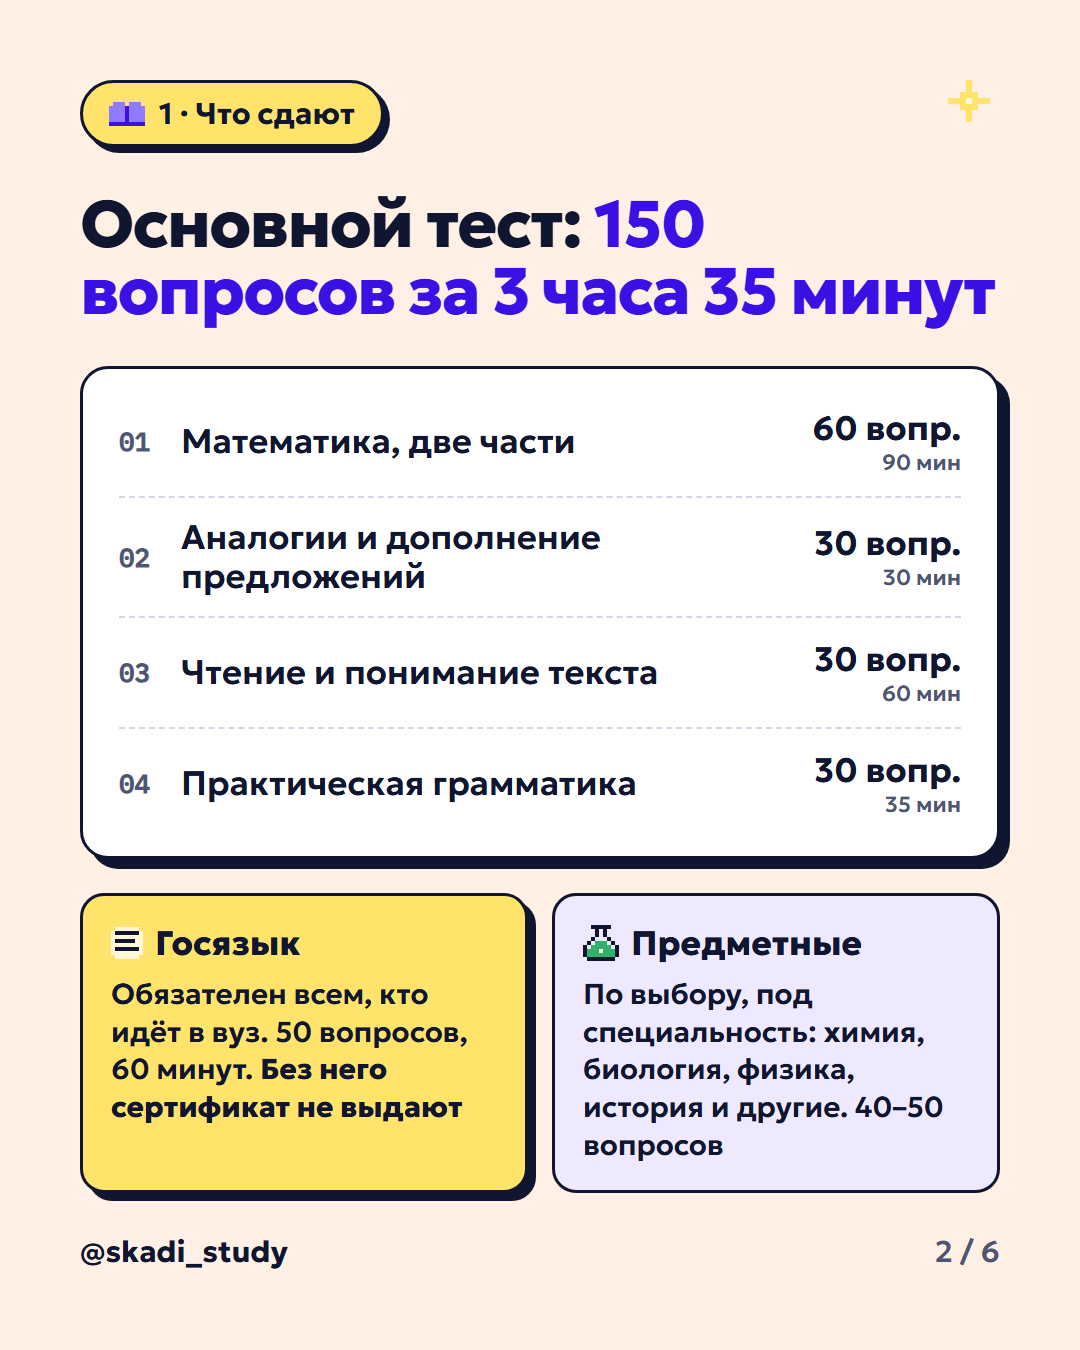 1 · Что сдают
Основной тест: 150
вопросов за 3 часа 35 минут
01 Математика, две части 60 вопр.
90 мин
02 Аналогии и дополнение
предложений
30 вопр.
30 мин
03 Чтение и понимание текста 30 вопр.
60 мин
04 Практическая грамматика 30 вопр.
35 мин
Госязык
Обязателен всем, кто
идёт в вуз. 50 вопросов,
60 минут. Без него
сертификат не выдают
Предметные
По выбору, под
специальность: химия,
биология, физика,
история и другие. 40–50
вопросов
@skadi_study
2 / 6